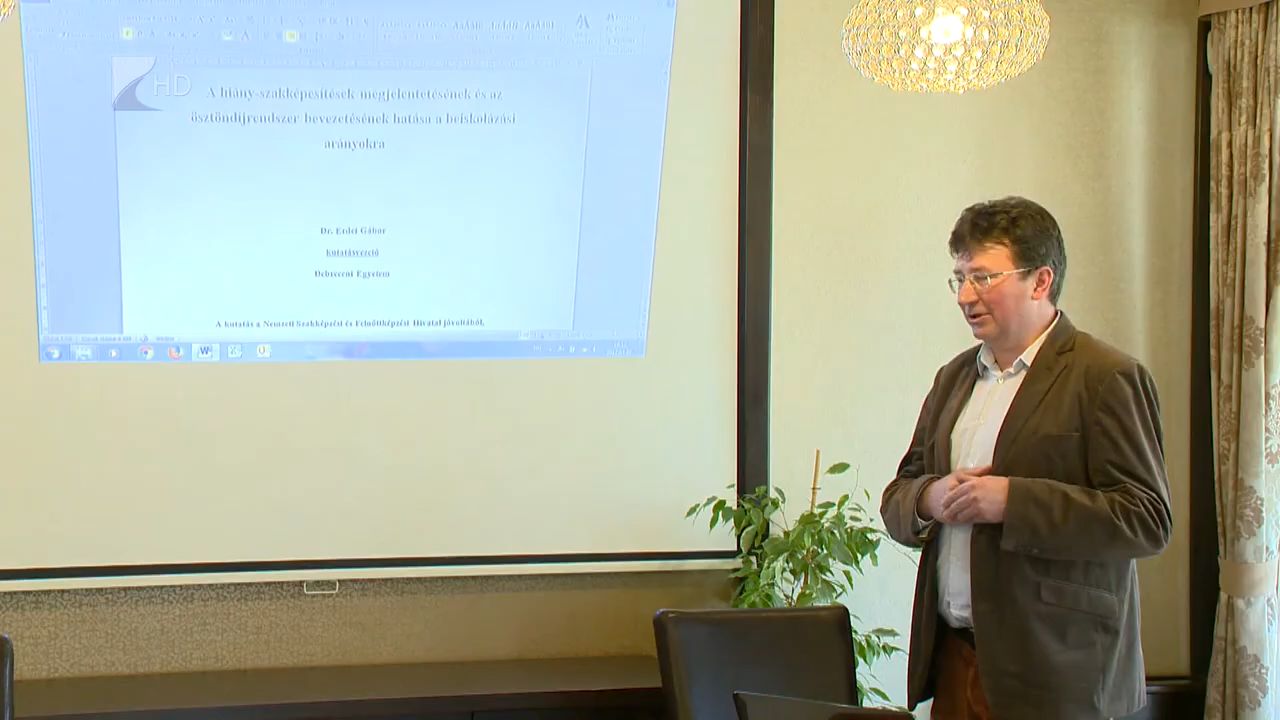 HD
A hiány-szakképesítések megjelentetésének és az
ösztöndíjrendszer bevezetésének hatása a beiskolázási
arányokra
Dr. Erdei Gábor
kutatásvezető
Debreceni Egyetem
A kutatás a Nemzeti Szakképzési és Felnőttképzési Hivatal jóvoltából,